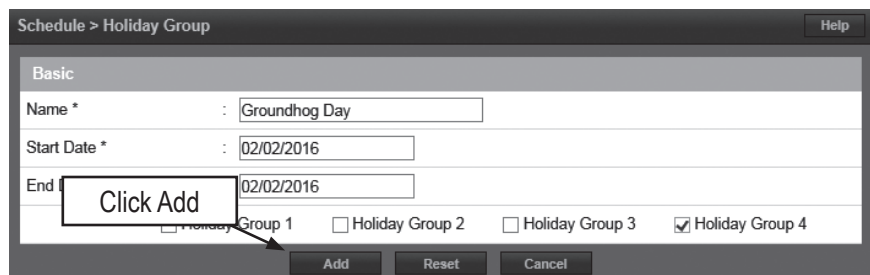 Schedule > Holiday Group Help
Basic
Name * : Groundhog Day
Start Date * : 02/02/2016
End 02/02/2016
Click Add
Group 1 Holiday Group 2 Holiday Group 3 Holiday Group 4
Add Reset Cancel